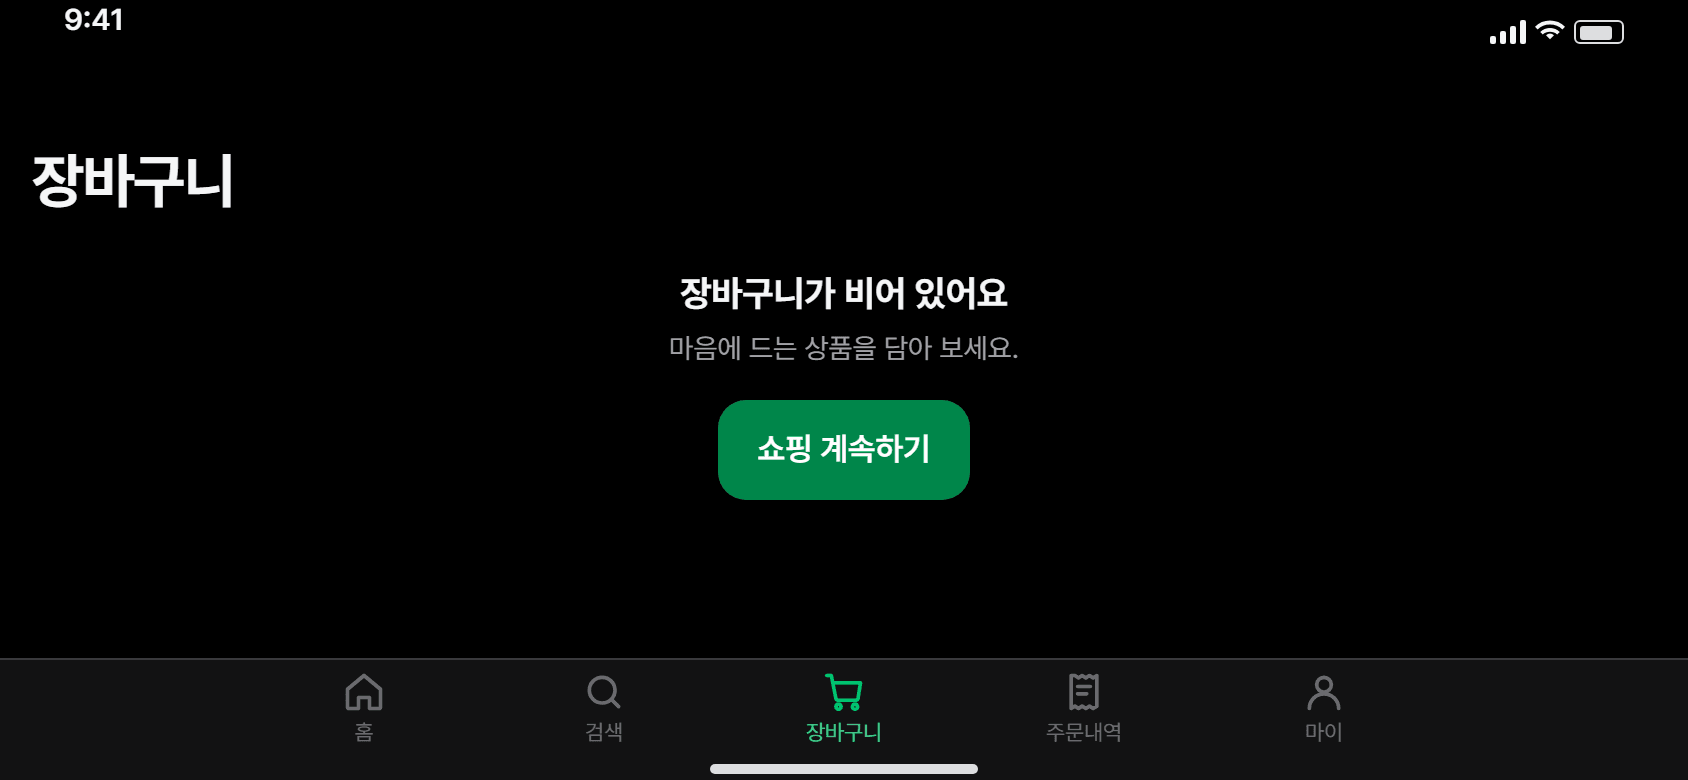 9:41
장바구니
장바구니가 비어 있어요
마음에 드는 상품을 담아 보세요.
쇼핑 계속하기
홈
검색
장바구니
주문내역
마이